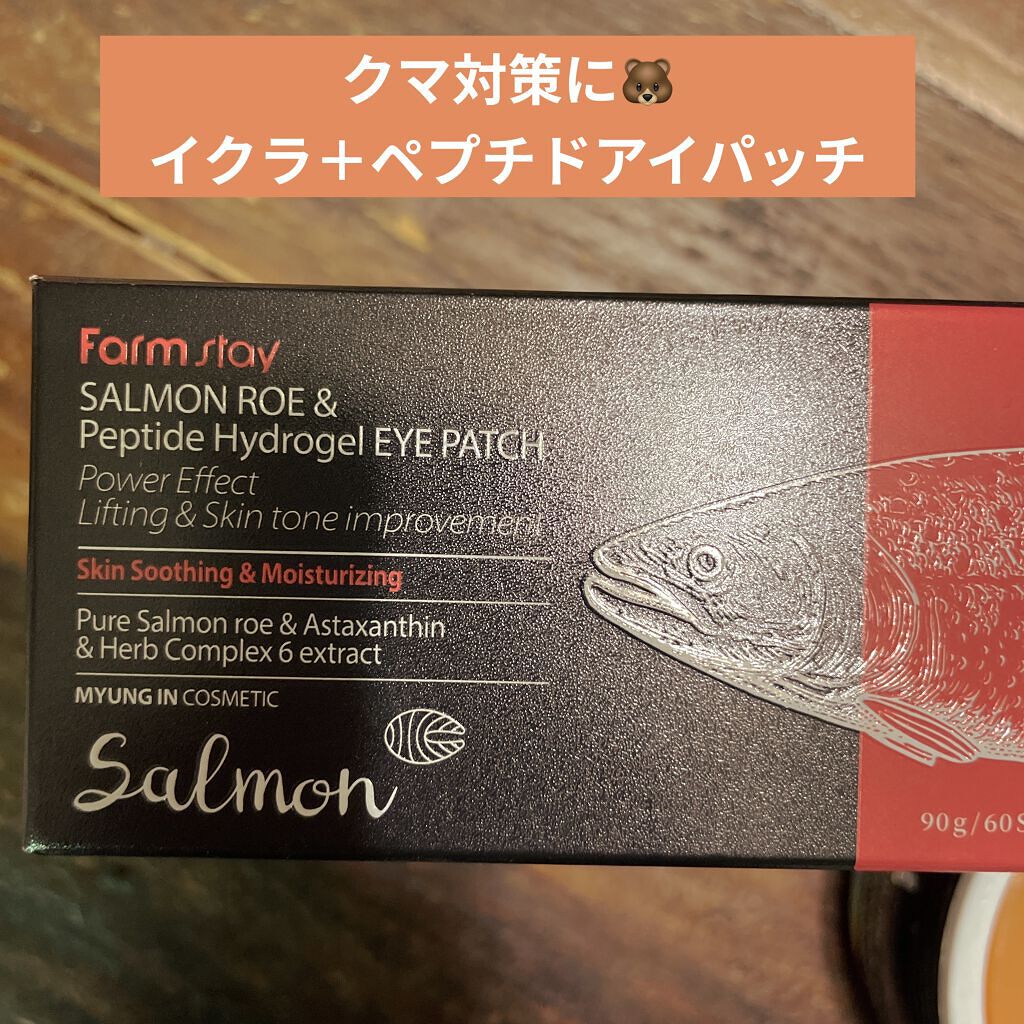 クマ対策に🐻
イクラ＋ペプチドアイパッチ
Farm stay
SALMON ROE &
Peptide Hydrogel EYE PATCH
Power Effect
Lifting & Skin tone improvement
Skin Soothing & Moisturizing
Pure Salmon roe & Astaxanthin
& Herb Complex 6 extract
MYUNG IN COSMETIC
Salmon
90g/60S